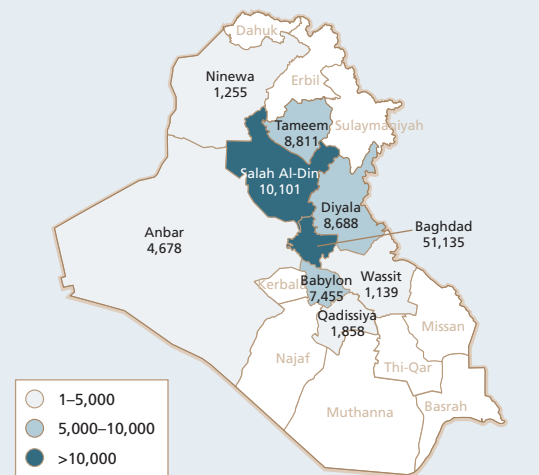 Dahuk
Ninewa
1,255
Erbil
Tameem
8,811
Sulaymaniyah
Salah Al-Din
10,101
Diyala
8,688
Anbar
4,678
Baghdad
51,135
Kerbala
Babylon
7,455
Wassit
1,139
Qadissiya
1,858
Missan
Najaf
Thi-Qar
Muthanna
Basrah
1–5,000
5,000–10,000
>10,000